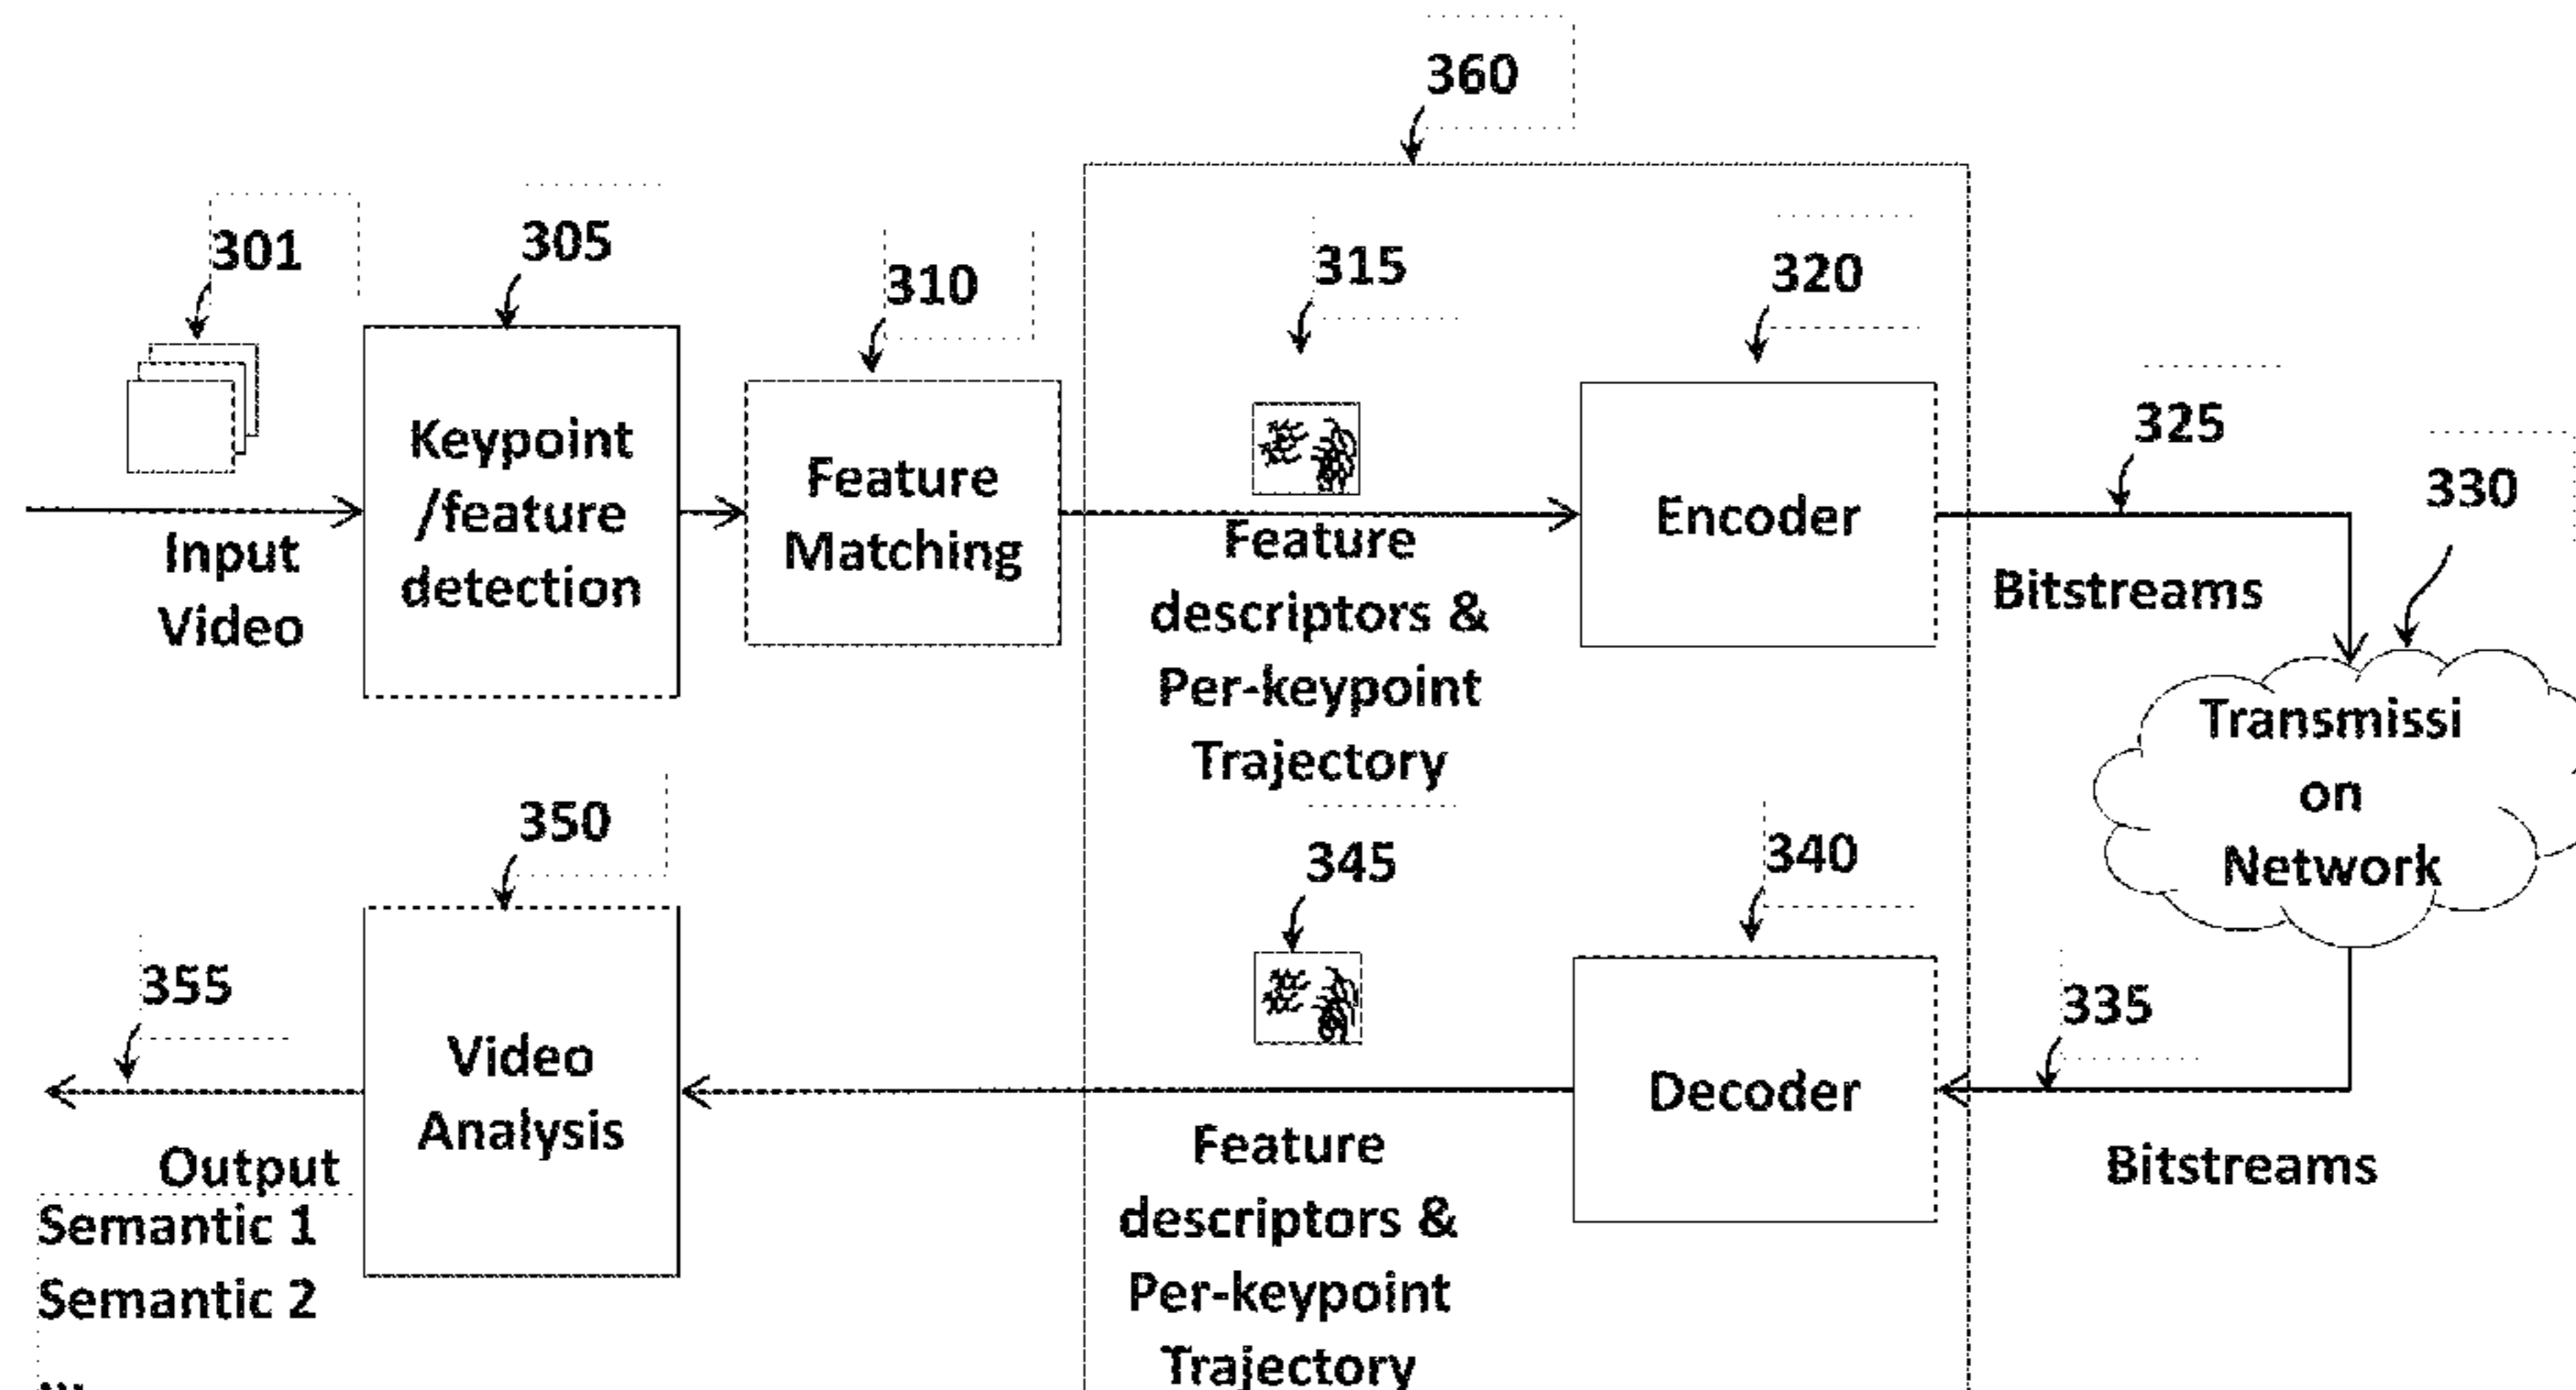 360
301
305
310
315
320
325
330
Input
Video
Keypoint
/feature
detection
Feature
Matching
Feature
descriptors &
Per-keypoint
Trajectory
Encoder
Bitstreams
Transmissi
on
Network
350
345
340
335
355
Output
Semantic 1
Semantic 2
...
Video
Analysis
Feature
descriptors &
Per-keypoint
Trajectory
Decoder
Bitstreams